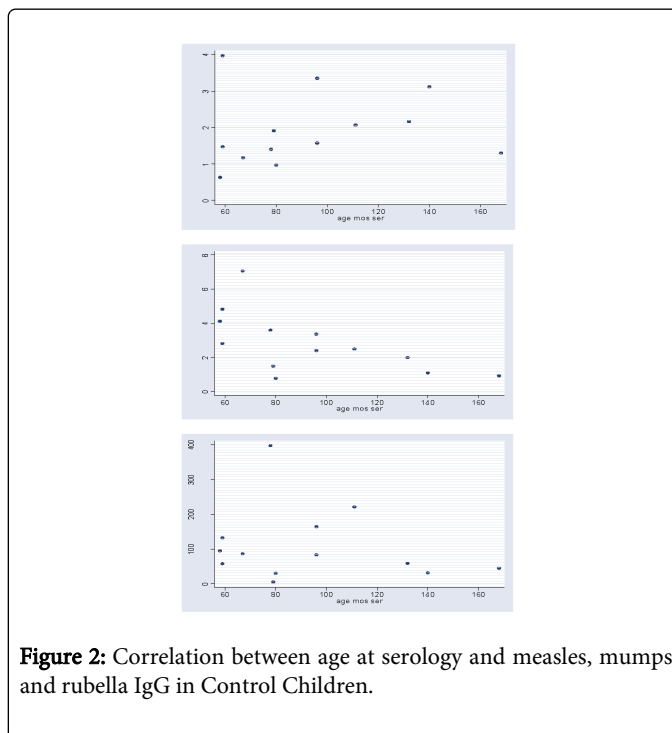 4
3
2
1
0
60 80 100 120 140 160
age mos ser
8
6
4
2
0
60 80 100 120 140 160
age mos ser
400
300
200
100
0
60 80 100 120 140 160
age mos ser
Figure 2: Correlation between age at serology and measles, mumps
and rubella IgG in Control Children.